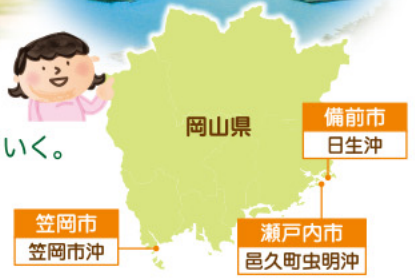 岡山県
備前市
日生沖
いく。
笠岡市
笠岡市沖
瀬戸内市
邑久町虫明沖